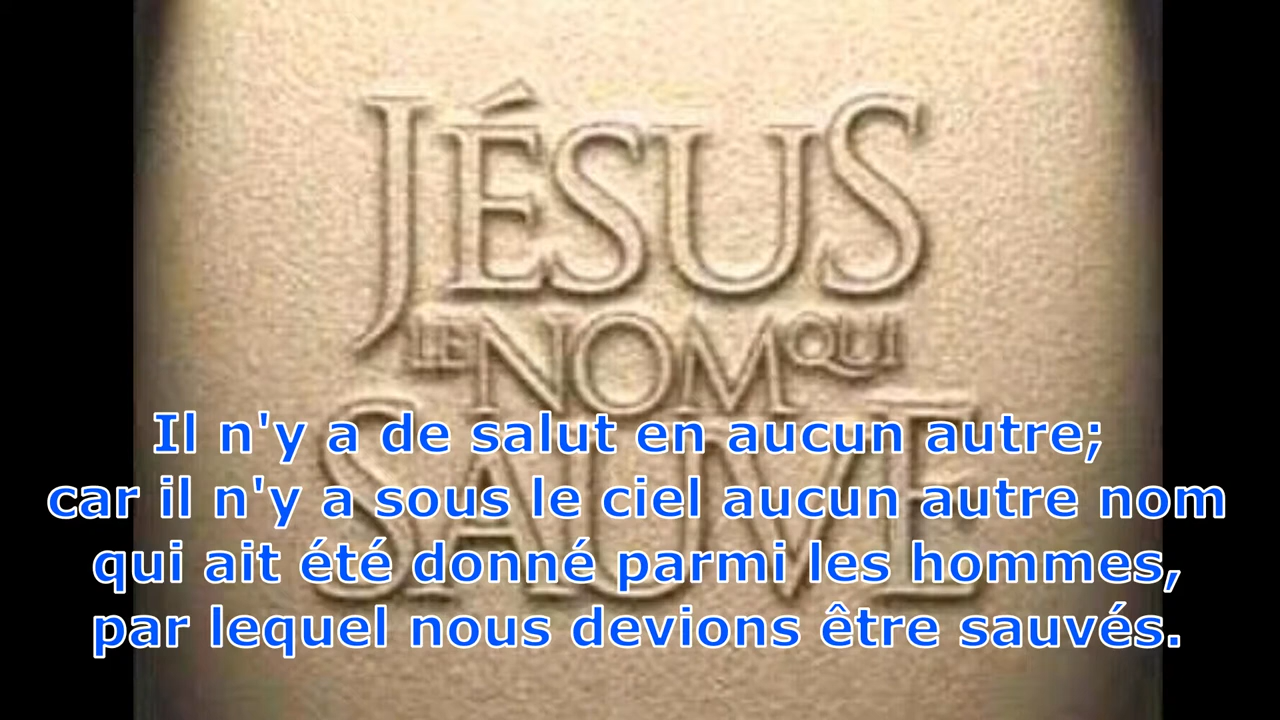 JÉSUS
LE NOM QUI
SAUVE
Il n'y a de salut en aucun autre;
car il n'y a sous le ciel aucun autre nom
qui ait été donné parmi les hommes,
par lequel nous devions être sauvés.